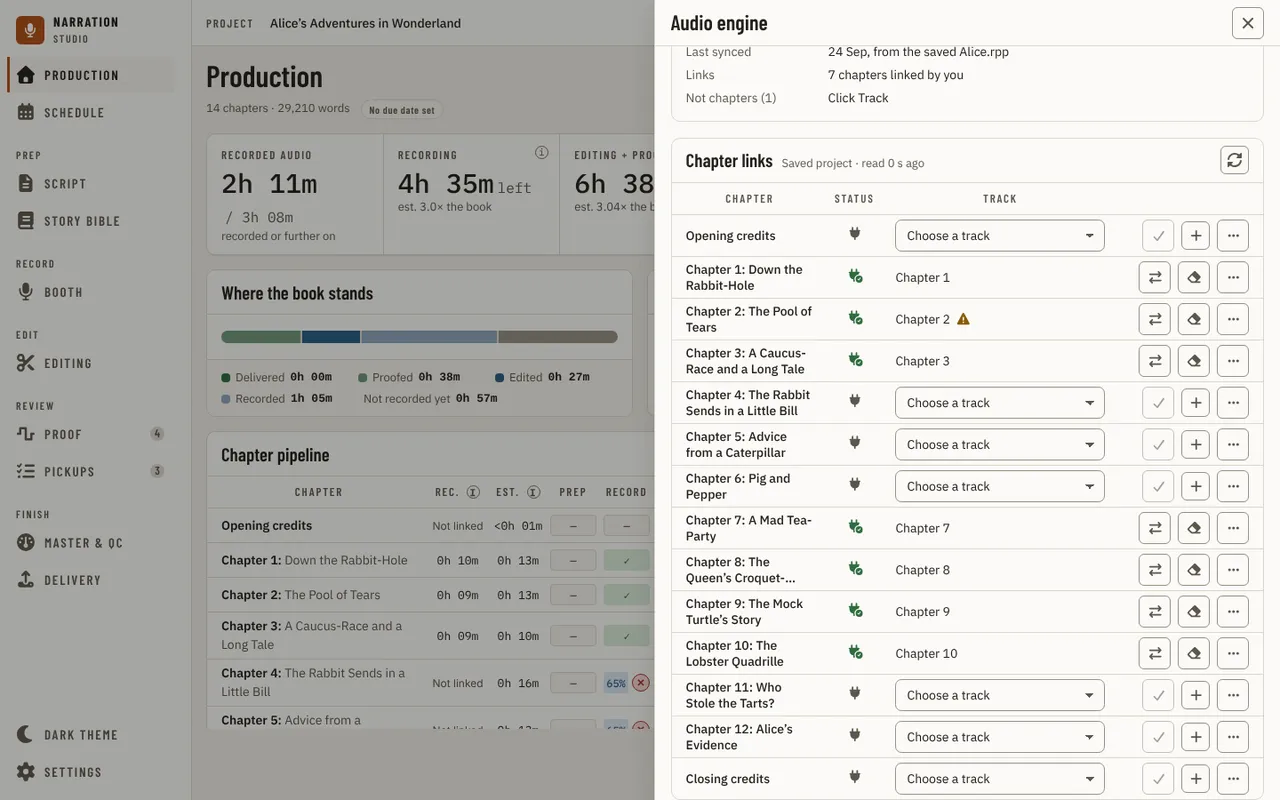 NARRATION
STUDIO
PRODUCTION
SCHEDULE
PREP
SCRIPT
STORY BIBLE
RECORD
BOOTH
EDIT
EDITING
REVIEW
PROOF 4
PICKUPS 3
FINISH
MASTER & QC
DELIVERY
DARK THEME
SETTINGS
PROJECT Alice's Adventures in Wonderland
Production
14 chapters · 29,210 words No due date set
RECORDED AUDIO
2h 11m
/ 3h 08m
recorded or further on
RECORDING
4h 35m left
est. 3.0× the book
EDITING + PRO
6h 38
est. 3.04× the b
Where the book stands
Delivered 0h 00m Proofed 0h 38m Edited 0h 27m
Recorded 1h 05m Not recorded yet 0h 57m
Chapter pipeline
CHAPTER REC. EST. PREP RECORD
Opening credits Not linked <0h 01m – –
Chapter 1: Down the Rabbit-Hole 0h 10m 0h 13m – ✓
Chapter 2: The Pool of Tears 0h 09m 0h 13m – ✓
Chapter 3: A Caucus-Race and a
Long Tale 0h 09m 0h 10m – ✓
Chapter 4: The Rabbit Sends in a
Little Bill Not linked 0h 16m – 65%
Chapter 5: Advice from a
Audio engine
Last synced 24 Sep, from the saved Alice.rpp
Links 7 chapters linked by you
Not chapters (1) Click Track
Chapter links Saved project · read 0 s ago
CHAPTER STATUS TRACK
Opening credits Choose a track
Chapter 1: Down the
Rabbit-Hole Chapter 1
Chapter 2: The Pool of
Tears Chapter 2
Chapter 3: A Caucus-
Race and a Long Tale Chapter 3
Chapter 4: The Rabbit
Sends in a Little Bill Choose a track
Chapter 5: Advice
from a Caterpillar Choose a track
Chapter 6: Pig and
Pepper Choose a track
Chapter 7: A Mad Tea-
Party Chapter 7
Chapter 8: The
Queen's Croquet-... Chapter 8
Chapter 9: The Mock
Turtle's Story Chapter 9
Chapter 10: The
Lobster Quadrille Chapter 10
Chapter 11: Who
Stole the Tarts? Choose a track
Chapter 12: Alice's
Evidence Choose a track
Closing credits Choose a track